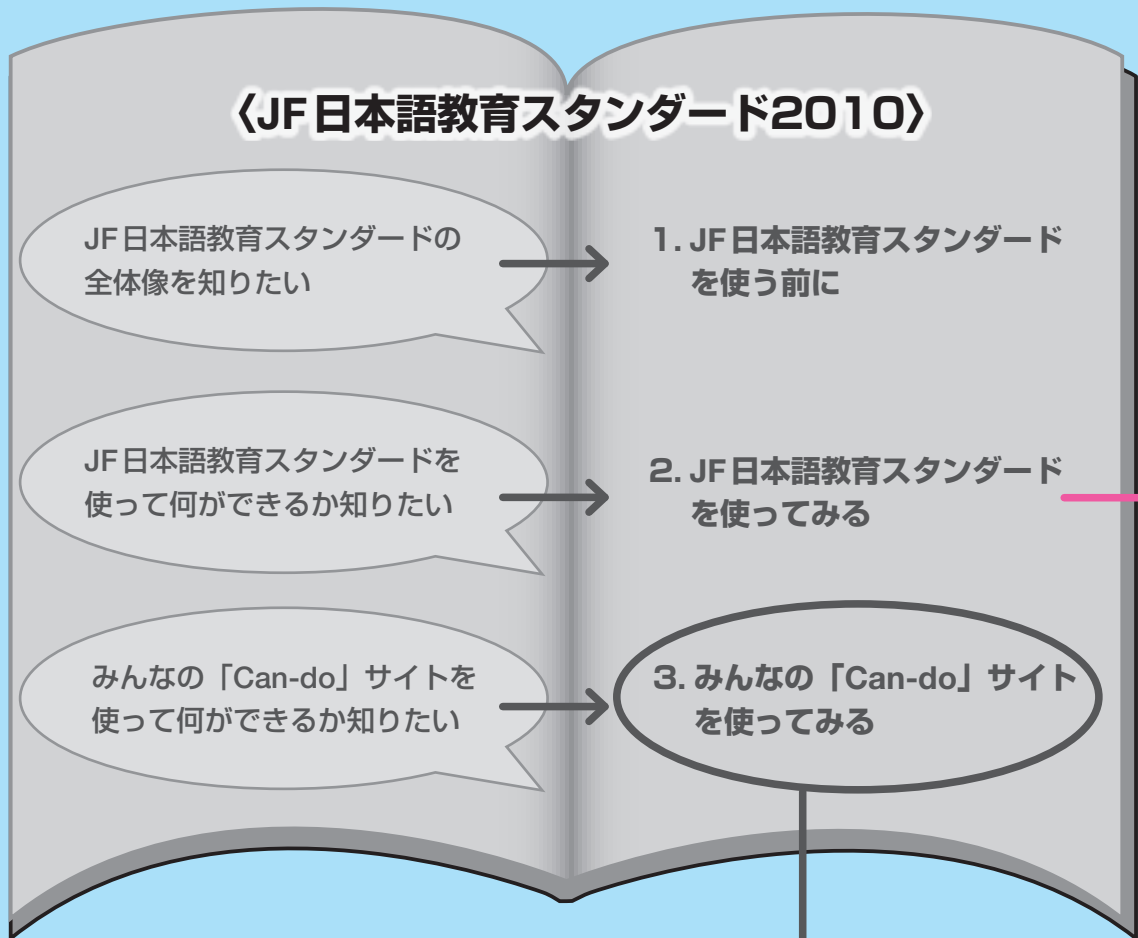 〈JF日本語教育スタンダード2010〉
JF日本語教育スタンダードの
全体像を知りたい
1. JF日本語教育スタンダード
を使う前に
JF日本語教育スタンダードを
使って何ができるか知りたい
2. JF日本語教育スタンダード
を使ってみる
みんなの「Can-do」サイトを
使って何ができるか知りたい
3. みんなの「Can-do」サイト
を使ってみる